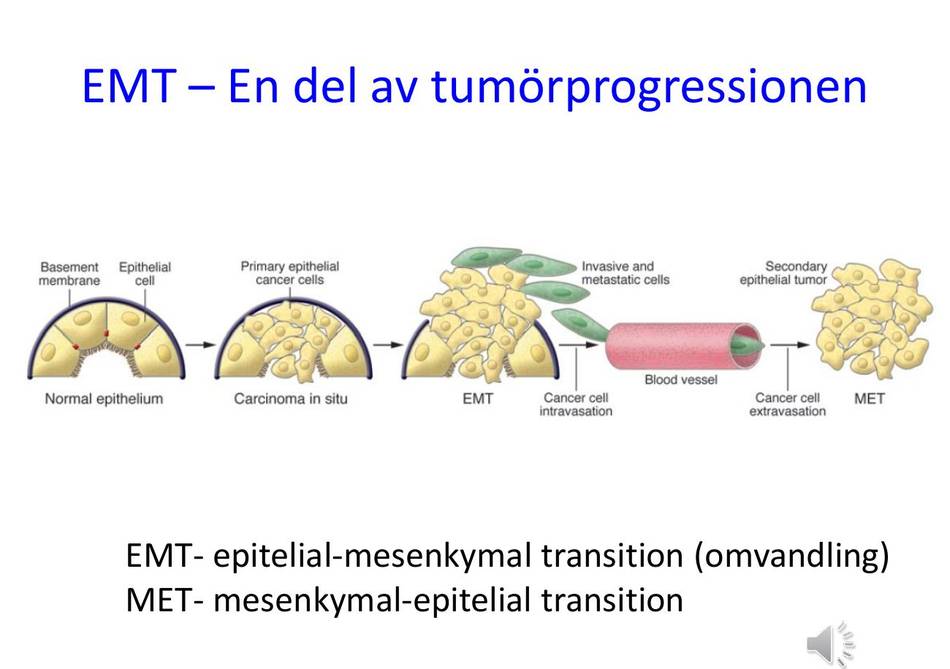 EMT – En del av tumörprogressionen
Basement
membrane
Epithelial
cell
Primary epithelial
cancer cells
Invasive and
metastatic cells
Secondary
epithelial tumor
Blood vessel
Normal epithelium
Carcinoma in situ
EMT
Cancer cell
intravasation
Cancer cell
extravasation
MET
EMT- epitelial-mesenkymal transition (omvandling)
MET- mesenkymal-epitelial transition